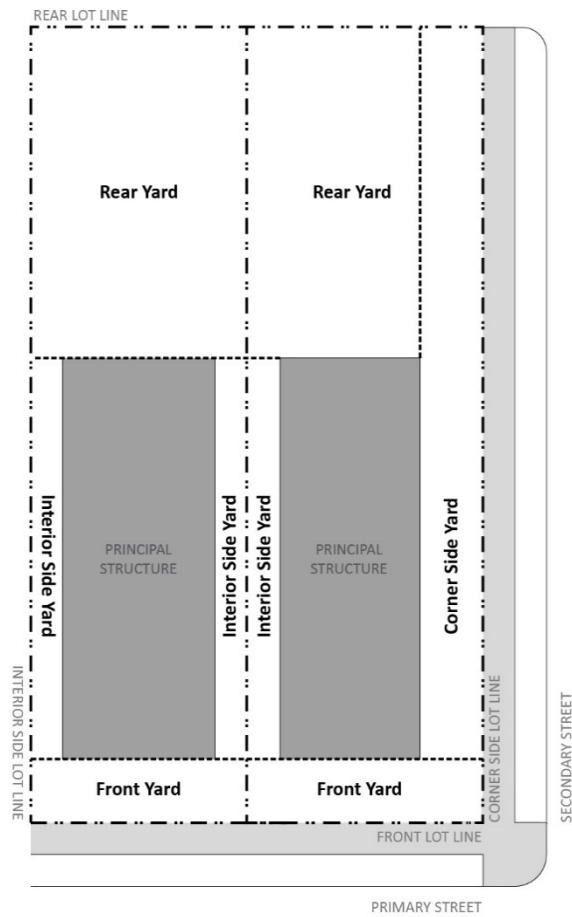 REAR LOT LINE
Rear Yard
Rear Yard
Interior Side Yard
PRINCIPAL
STRUCTURE
Interior Side Yard
Interior Side Yard
PRINCIPAL
STRUCTURE
Corner Side Yard
INTERIOR SIDE LOT LINE
CORNER SIDE LOT LINE
SECONDARY STREET
Front Yard
Front Yard
FRONT LOT LINE
PRIMARY STREET